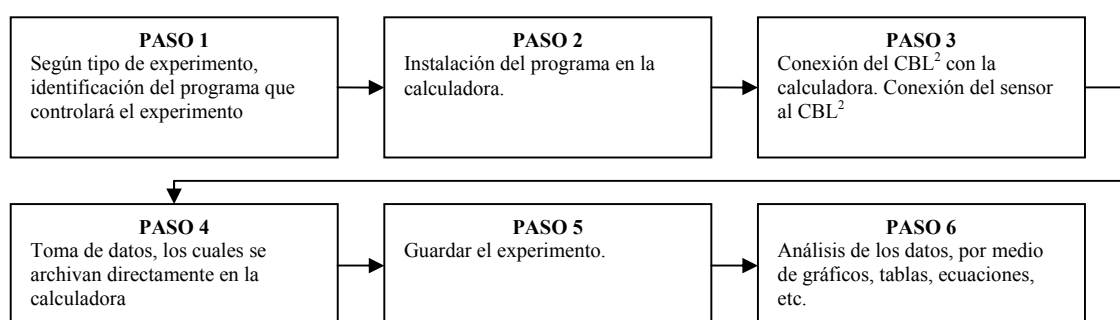 PASO 1
Según tipo de experimento,
identificación del programa que
controlará el experimento
PASO 2
Instalación del programa en la
calculadora.
PASO 3
Conexión del CBL² con la
calculadora. Conexión del sensor
al CBL²
PASO 4
Toma de datos, los cuales se
archivan directamente en la
calculadora
PASO 5
Guardar el experimento.
PASO 6
Análisis de los datos, por medio
de gráficos, tablas, ecuaciones,
etc.